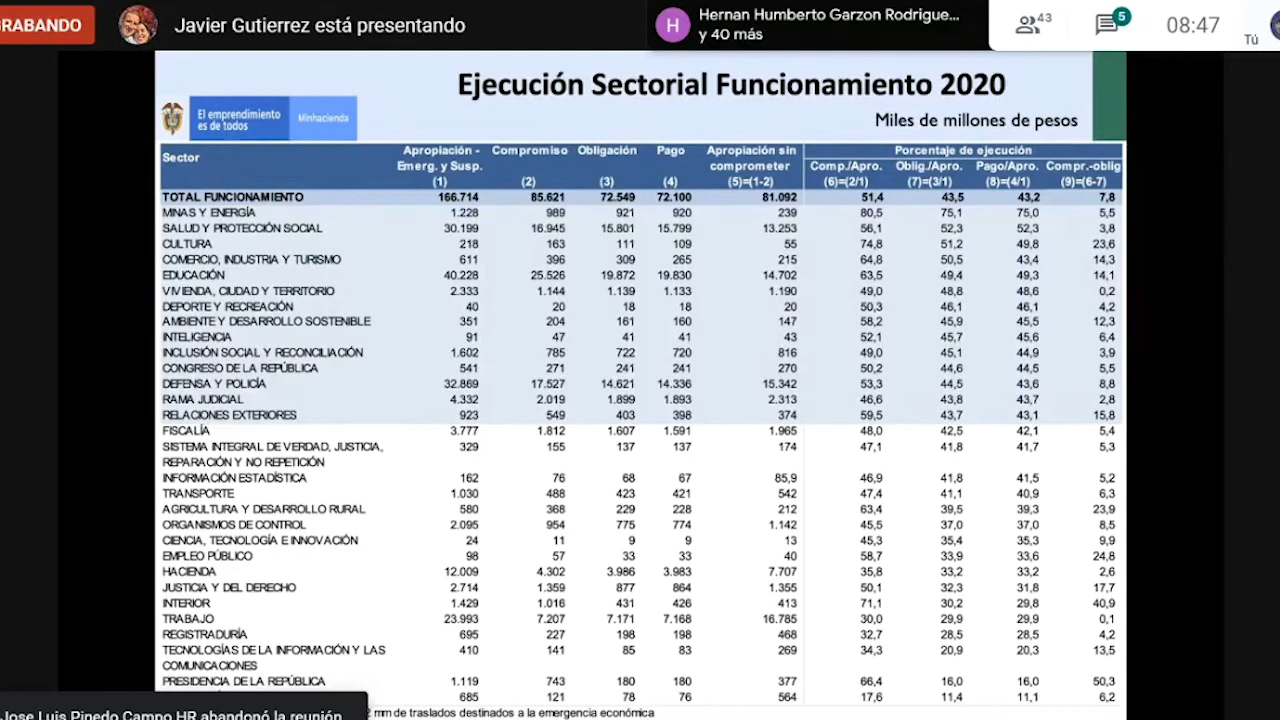 GRABANDO
Javier Gutierrez está presentando
H
Hernan Humberto Garzon Rodrigue...
y 40 más
43
5
08:47
Tú
Ejecución Sectorial Funcionamiento 2020
El emprendimiento
es de todos
Minhacienda
Miles de millones de pesos
Sector Apropiación - Emerg. y Susp. (1) Compromiso (2) Obligación (3) Pago (4) Apropiación sin comprometer (5)=(1-2) Porcentaje de ejecución Comp./Apro. (6)=(2/1) Oblig./Apro. (7)=(3/1) Pago/Apro. (8)=(4/1) Compr.-oblig (9)=(6-7)
TOTAL FUNCIONAMIENTO 166.714 85.621 72.549 72.100 81.092 51,4 43,5 43,2 7,8
MINAS Y ENERGÍA 1.228 989 921 920 239 80,5 75,1 75,0 5,5
SALUD Y PROTECCIÓN SOCIAL 30.199 16.945 15.801 15.799 13.253 56,1 52,3 52,3 3,8
CULTURA 218 163 111 109 55 74,8 51,2 49,8 23,6
COMERCIO, INDUSTRIA Y TURISMO 611 396 309 265 215 64,8 50,5 43,4 14,3
EDUCACIÓN 40.228 25.526 19.872 19.830 14.702 63,5 49,4 49,3 14,1
VIVIENDA, CIUDAD Y TERRITORIO 2.333 1.144 1.139 1.133 1.190 49,0 48,8 48,6 0,2
DEPORTE Y RECREACIÓN 40 20 18 18 20 50,3 46,1 46,1 4,2
AMBIENTE Y DESARROLLO SOSTENIBLE 351 204 161 160 147 58,2 45,9 45,5 12,3
INTELIGENCIA 91 47 41 41 43 52,1 45,7 45,6 6,4
INCLUSIÓN SOCIAL Y RECONCILIACIÓN 1.602 785 722 720 816 49,0 45,1 44,9 3,9
CONGRESO DE LA REPÚBLICA 541 271 241 241 270 50,2 44,6 44,5 5,5
DEFENSA Y POLICÍA 32.869 17.527 14.621 14.336 15.342 53,3 44,5 43,6 8,8
RAMA JUDICIAL 4.332 2.019 1.899 1.893 2.313 46,6 43,8 43,7 2,8
RELACIONES EXTERIORES 923 549 403 398 374 59,5 43,7 43,1 15,8
FISCALÍA 3.777 1.812 1.607 1.591 1.965 48,0 42,5 42,1 5,4
SISTEMA INTEGRAL DE VERDAD, JUSTICIA, 329 155 137 137 174 47,1 41,8 41,7 5,3
REPARACIÓN Y NO REPETICIÓN
INFORMACIÓN ESTADÍSTICA 162 76 68 67 85,9 46,9 41,8 41,5 5,2
TRANSPORTE 1.030 488 423 421 542 47,4 41,1 40,9 6,3
AGRICULTURA Y DESARROLLO RURAL 580 368 229 228 212 63,4 39,5 39,3 23,9
ORGANISMOS DE CONTROL 2.095 954 775 774 1.142 45,5 37,0 37,0 8,5
CIENCIA, TECNOLOGÍA E INNOVACIÓN 24 11 9 9 13 45,3 35,4 35,3 9,9
EMPLEO PÚBLICO 98 57 33 33 40 58,7 33,9 33,6 24,8
HACIENDA 12.009 4.302 3.986 3.983 7.707 35,8 33,2 33,2 2,6
JUSTICIA Y DEL DERECHO 2.714 1.359 877 864 1.355 50,1 32,3 31,8 17,7
INTERIOR 1.429 1.016 431 426 413 71,1 30,2 29,8 40,9
TRABAJO 23.993 7.207 7.171 7.168 16.785 30,0 29,9 29,9 0,1
REGISTRADURÍA 695 227 198 198 468 32,7 28,5 28,5 4,2
TECNOLOGÍAS DE LA INFORMACIÓN Y LAS 410 141 85 83 269 34,3 20,9 20,3 13,5
COMUNICACIONES
PRESIDENCIA DE LA REPÚBLICA 1.119 743 180 180 377 66,4 16,0 16,0 50,3
685 121 78 76 564 17,6 11,4 11,1 6,2
2 mm de traslados destinados a la emergencia económica
Jose Luis Pinedo Campo HR abandonó la reunión